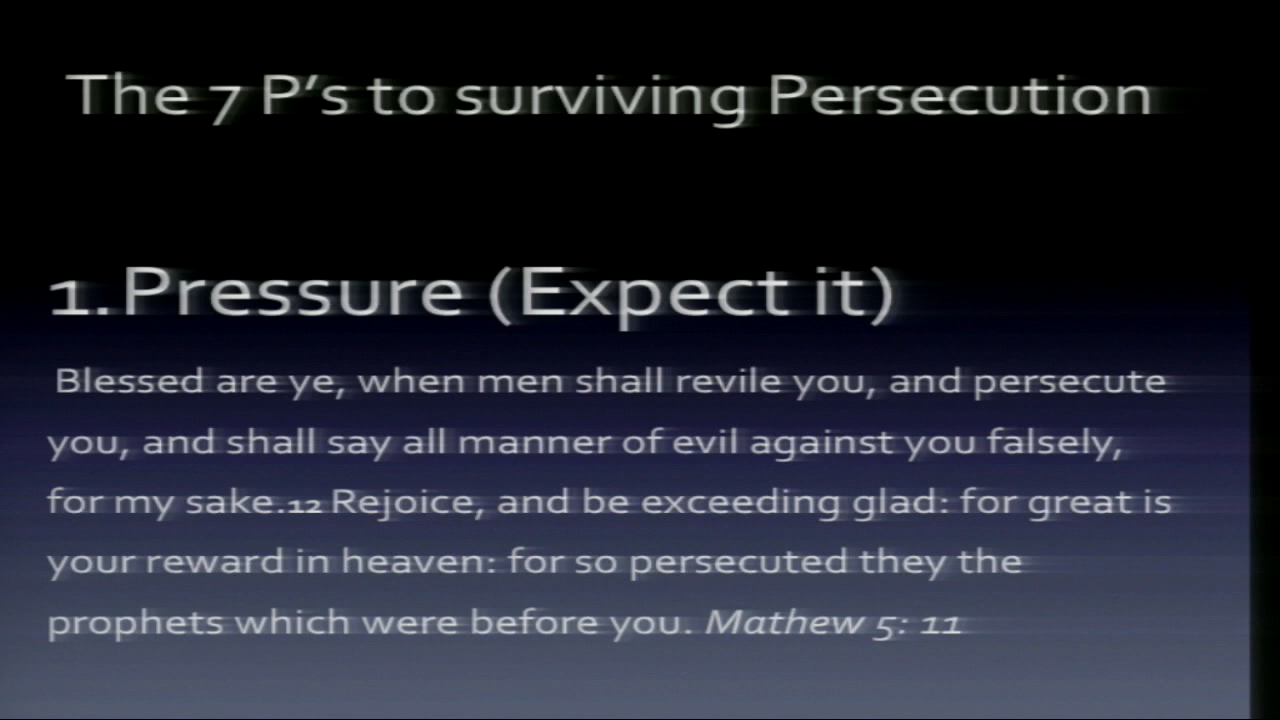 The 7 P’s to surviving Persecution
1. Pressure (Expect it)
Blessed are ye, when men shall revile you, and persecute
you, and shall say all manner of evil against you falsely,
for my sake.12 Rejoice, and be exceeding glad: for great is
your reward in heaven: for so persecuted they the
prophets which were before you. Mathew 5: 11